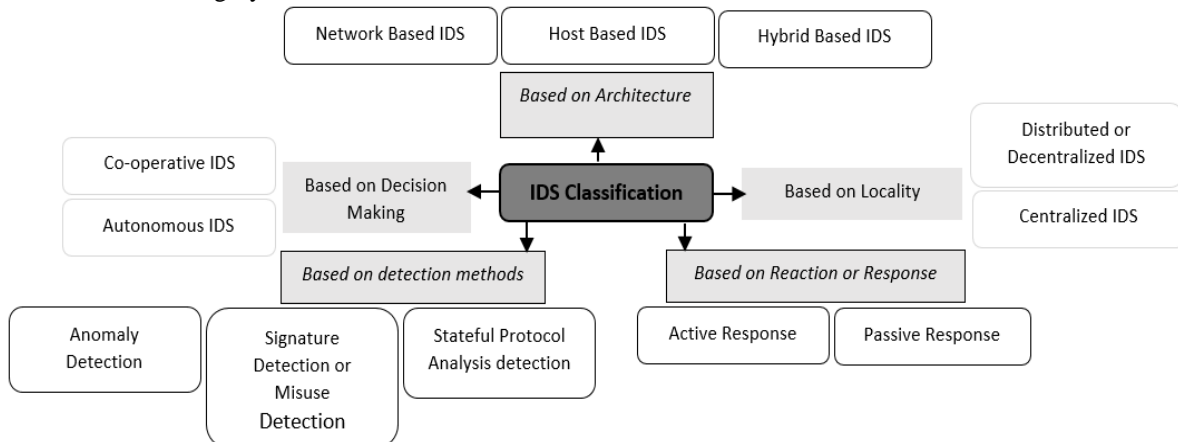 Network Based IDS
Host Based IDS
Hybrid Based IDS
Based on Architecture
Co-operative IDS
Autonomous IDS
Based on Decision
Making
IDS Classification
Based on Locality
Distributed or
Decentralized IDS
Centralized IDS
Based on detection methods
Based on Reaction or Response
Anomaly
Detection
Signature
Detection or
Misuse
Detection
Stateful Protocol
Analysis detection
Active Response
Passive Response